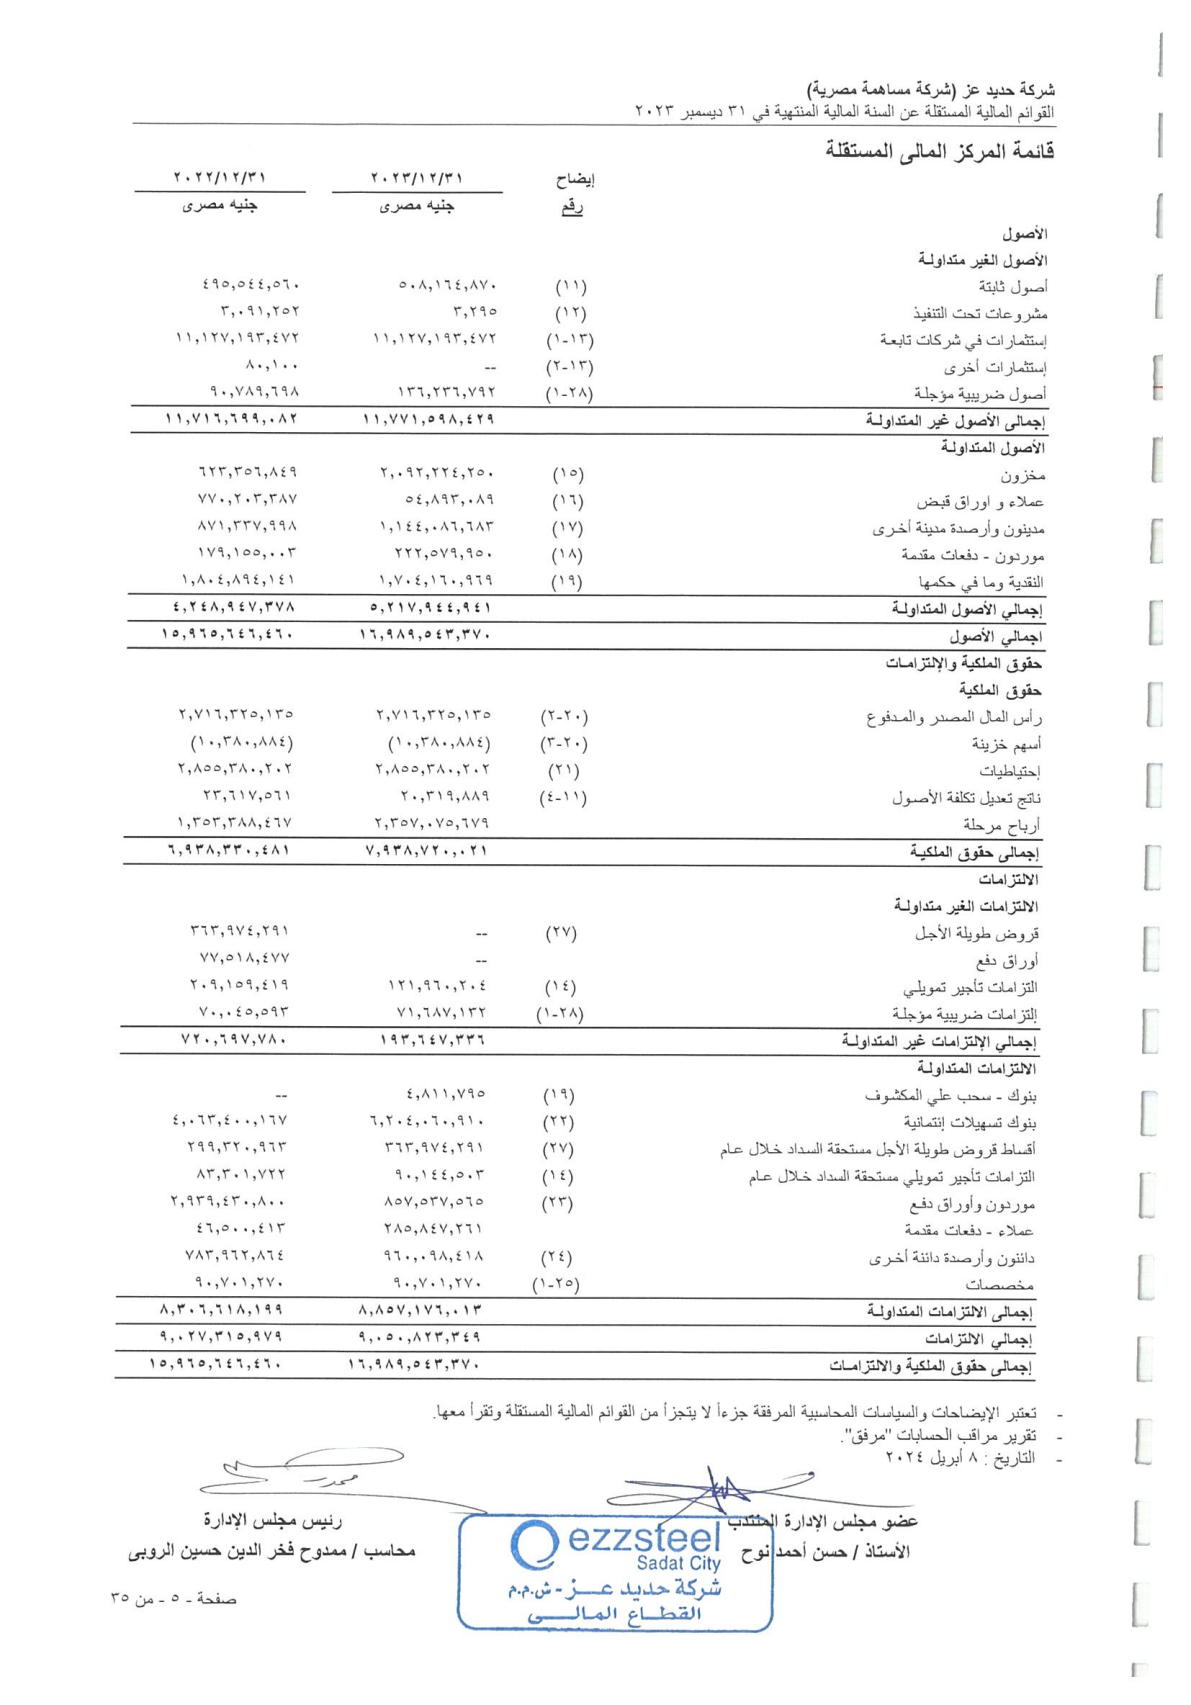 شركة حديد عز (شركة مساهمة مصرية)
القوائم المالية المستقلة عن السنة المالية المنتهية في ٣١ ديسمبر ٢٠٢٣
قائمة المركز المالى المستقلة
إيضاح ٢٠٢٣/١٢/٣١ ٢٠٢٢/١٢/٣١
رقم جنيه مصرى جنيه مصرى
الأصول
الأصول الغير متداولة
أصول ثابتة (١١) ٥٠٨,١٦٤,٨٧٠ ٤٩٥,٥٤٤,٥٦٠
مشروعات تحت التنفيذ (١٢) ٣,٢٩٥ ٣,٠٩١,٢٥٢
إستثمارات في شركات تابعة (١٣-١) ١١,١٢٧,١٩٣,٤٧٢ ١١,١٢٧,١٩٣,٤٧٢
إستثمارات أخرى (١٣-٢) -- ٨٠,١٠٠
أصول ضريبية مؤجلة (٢٨-١) ١٣٦,٢٣٦,٧٩٢ ٩٠,٧٨٩,٦٩٨
إجمالى الأصول غير المتداولة ١١,٧٧١,٥٩٨,٤٢٩ ١١,٧١٦,٦٩٩,٠٨٢
الأصول المتداولة
مخزون (١٥) ٢,٠٩٢,٢٢٤,٢٥٠ ٦٢٣,٣٥٦,٨٤٩
عملاء و اوراق قبض (١٦) ٥٤,٨٩٣,٠٨٩ ٧٧٠,٢٠٣,٣٨٧
مدينون وأرصدة مدينة أخرى (١٧) ١,١٤٤,٠٨٦,٦٨٣ ٨٧١,٣٣٧,٩٩٨
موردون - دفعات مقدمة (١٨) ٢٢٢,٥٧٩,٩٥٠ ١٧٩,١٥٥,٠٠٣
النقدية وما في حكمها (١٩) ١,٧٠٤,١٦٠,٩٦٩ ١,٨٠٤,٨٩٤,١٤١
إجمالي الأصول المتداولة ٥,٢١٧,٩٤٤,٩٤١ ٤,٢٤٨,٩٤٧,٣٧٨
اجمالي الأصول ١٦,٩٨٩,٥٤٣,٣٧٠ ١٥,٩٦٥,٦٤٦,٤٦٠
حقوق الملكية والإلتزامات
حقوق الملكية
رأس المال المصدر والمدفوع (٢٠-٢) ٢,٧١٦,٣٢٥,١٣٥ ٢,٧١٦,٣٢٥,١٣٥
أسهم خزينة (٢٠-٣) (١٠,٣٨٠,٨٨٤) (١٠,٣٨٠,٨٨٤)
إحتياطيات (٢١) ٢,٨٥٥,٣٨٠,٢٠٢ ٢,٨٥٥,٣٨٠,٢٠٢
ناتج تعديل تكلفة الأصول (١١-٤) ٢٠,٣١٩,٨٨٩ ٢٣,٦١٧,٥٦١
أرباح مرحلة ٢,٣٥٧,٠٧٥,٦٧٩ ١,٣٥٣,٣٨٨,٤٦٧
إجمالى حقوق الملكية ٧,٩٣٨,٧٢٠,٠٢١ ٦,٩٣٨,٣٣٠,٤٨١
الالتزامات
الالتزامات الغير متداولة
قروض طويلة الأجل (٢٧) -- ٣٦٣,٩٧٤,٢٩١
أوراق دفع -- ٧٧,٥١٨,٤٧٧
التزامات تأجير تمويلي (١٤) ١٢١,٩٦٠,٢٠٤ ٢٠٩,١٥٩,٤١٩
إلتزامات ضريبية مؤجلة (٢٨-١) ٧١,٦٨٧,١٣٢ ٧٠,٠٤٥,٥٩٣
إجمالي الإلتزامات غير المتداولة ١٩٣,٦٤٧,٣٣٦ ٧٢٠,٦٩٧,٧٨٠
الالتزامات المتداولة
بنوك - سحب علي المكشوف (١٩) ٤,٨١١,٧٩٥ --
بنوك تسهيلات إئتمانية (٢٢) ٦,٢٠٤,٠٦٠,٩١٠ ٤,٠٦٣,٤٠٠,١٦٧
أقساط قروض طويلة الأجل مستحقة السداد خلال عام (٢٧) ٣٦٣,٩٧٤,٢٩١ ٢٩٩,٣٢٠,٩٦٣
التزامات تأجير تمويلي مستحقة السداد خلال عام (١٤) ٩٠,١٤٤,٥٠٣ ٨٣,٣٠١,٧٢٢
موردون وأوراق دفع (٢٣) ٨٥٧,٥٣٧,٥٦٥ ٢,٩٣٩,٤٣٠,٨٠٠
عملاء - دفعات مقدمة ٢٨٥,٨٤٧,٢٦١ ٤٦,٥٠٠,٤١٣
دائنون وأرصدة دائنة أخرى (٢٤) ٩٦٠,٠٩٨,٤١٨ ٧٨٣,٩٦٢,٨٦٤
مخصصات (٢٥-١) ٩٠,٧٠١,٢٧٠ ٩٠,٧٠١,٢٧٠
إجمالى الالتزامات المتداولة ٨,٨٥٧,١٧٦,٠١٣ ٨,٣٠٦,٦١٨,١٩٩
إجمالي الالتزامات ٩,٠٥٠,٨٢٣,٣٤٩ ٩,٠٢٧,٣١٥,٩٧٩
إجمالى حقوق الملكية والالتزامات ١٦,٩٨٩,٥٤٣,٣٧٠ ١٥,٩٦٥,٦٤٦,٤٦٠
- تعتبر الإيضاحات والسياسات المحاسبية المرفقة جزءاً لا يتجزأ من القوائم المالية المستقلة وتقرأ معها.
- تقرير مراقب الحسابات "مرفق".
- التاريخ : ٨ أبريل ٢٠٢٤
عضو مجلس الإدارة المنتدب رئيس مجلس الإدارة
الأستاذ / حسن أحمد نوح محاسب / ممدوح فخر الدين حسين الروبى
ezzsteel
Sadat City
شركة حديد عــز - ش.م.م
القطــاع المالــــى
صفحة - ٥ - من ٣٥